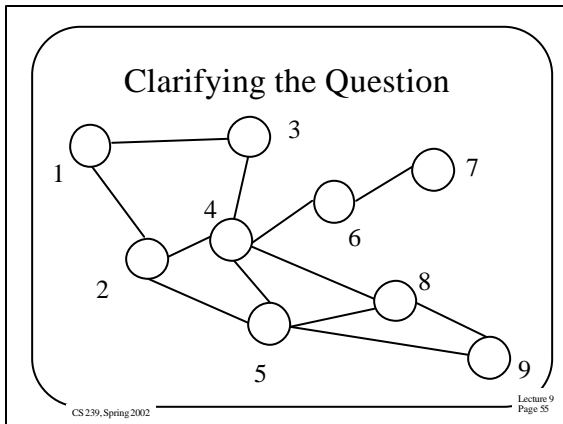 Clarifying the Question
3
1
7
4
6
2
8
5
9
CS 239, Spring 2002
Lecture 9
Page 55